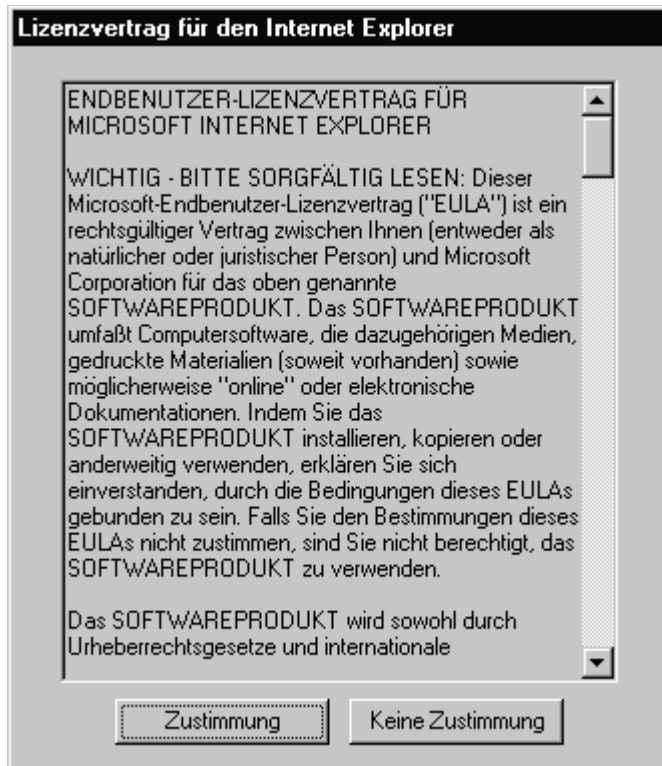 Lizenzvertrag für den Internet Explorer
ENDBENUTZER-LIZENZVERTRAG FÜR
MICROSOFT INTERNET EXPLORER
WICHTIG - BITTE SORGFÄLTIG LESEN: Dieser
Microsoft-Endbenutzer-Lizenzvertrag ("EULA") ist ein
rechtsgültiger Vertrag zwischen Ihnen (entweder als
natürlicher oder juristischer Person) und Microsoft
Corporation für das oben genannte
SOFTWAREPRODUKT. Das SOFTWAREPRODUKT
umfaßt Computersoftware, die dazugehörigen Medien,
gedruckte Materialien (soweit vorhanden) sowie
möglicherweise "online" oder elektronische
Dokumentationen. Indem Sie das
SOFTWAREPRODUKT installieren, kopieren oder
anderweitig verwenden, erklären Sie sich
einverstanden, durch die Bedingungen dieses EULAs
gebunden zu sein. Falls Sie den Bestimmungen dieses
EULAs nicht zustimmen, sind Sie nicht berechtigt, das
SOFTWAREPRODUKT zu verwenden.
Das SOFTWAREPRODUKT wird sowohl durch
Urheberrechtsgesetze und internationale
Zustimmung
Keine Zustimmung